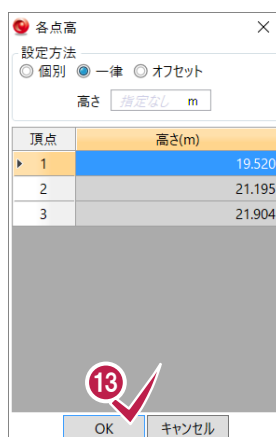 各点高
設定方法
個別 一律 オフセット
高さ 指定なし m
頂点 高さ(m)
1 19.520
2 21.195
3 21.904
13
OK キャンセル